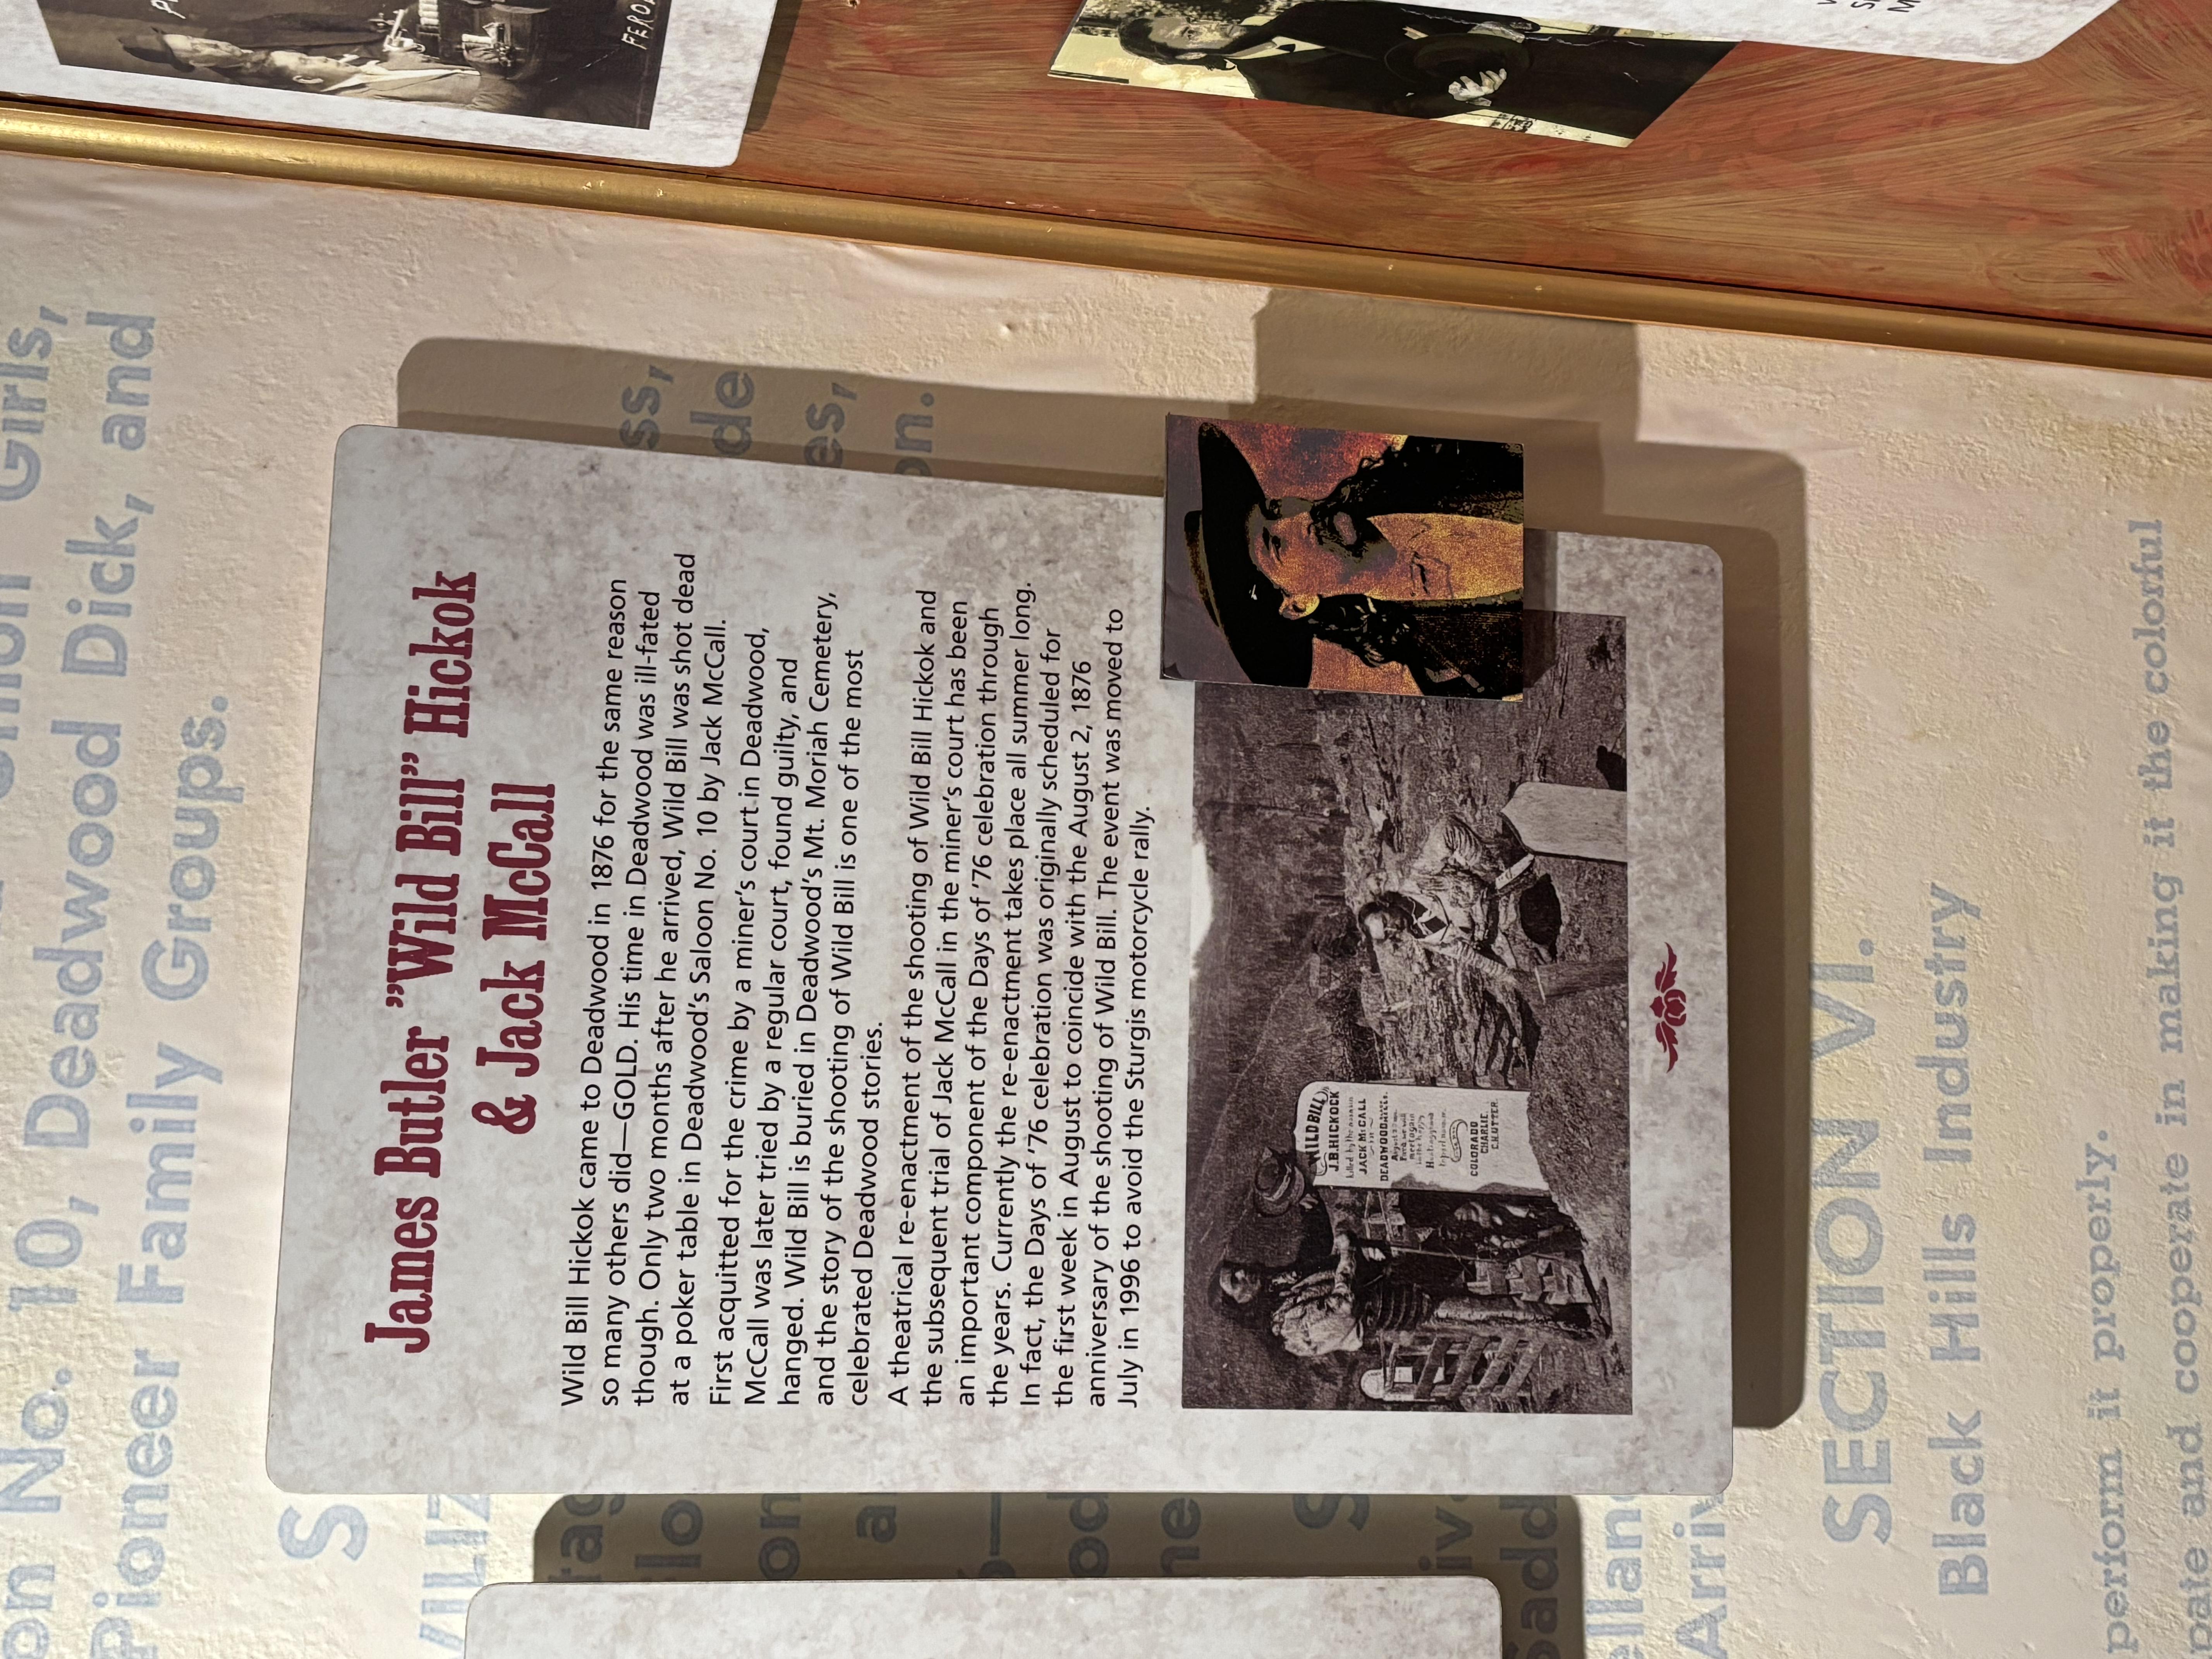 James Butler "Wild Bill" Hickok
& Jack McCall
Wild Bill Hickok came to Deadwood in 1876 for the same reason
so many others did—GOLD. His time in Deadwood was ill-fated
though. Only two months after he arrived, Wild Bill was shot dead
at a poker table in Deadwood's Saloon No. 10 by Jack McCall.
First acquitted for the crime by a miner's court in Deadwood,
McCall was later tried by a regular court, found guilty, and
hanged. Wild Bill is buried in Deadwood's Mt. Moriah Cemetery,
and the story of the shooting of Wild Bill is one of the most
celebrated Deadwood stories.
A theatrical re-enactment of the shooting of Wild Bill Hickok and
the subsequent trial of Jack McCall in the miner's court has been
an important component of the Days of '76 celebration through
the years. Currently the re-enactment takes place all summer long.
In fact, the Days of '76 celebration was originally scheduled for
the first week in August to coincide with the August 2, 1876
anniversary of the shooting of Wild Bill. The event was moved to
July in 1996 to avoid the Sturgis motorcycle rally.
WILD BILL
J.B.HICKOCK
killed by the assassin
JACK McCALL
DEADWOOD
COLORADO
CHARLIE
C.H.UTTER.
No. 10, Deadwood Dick, and
Pioneer Family Groups.
SECTION VI.
Black Hills Industry
perform it properly.
and cooperate in making it the colorful